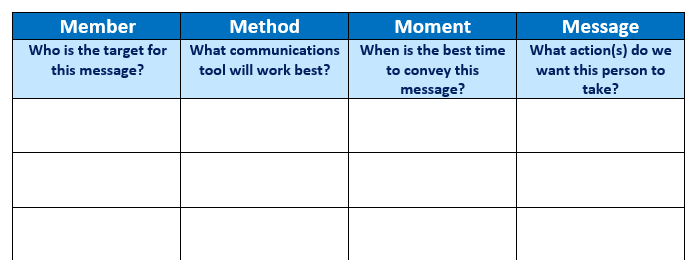 Member Method Moment Message
Who is the target for this message?
What communications tool will work best?
When is the best time to convey this message?
What action(s) do we want this person to take?